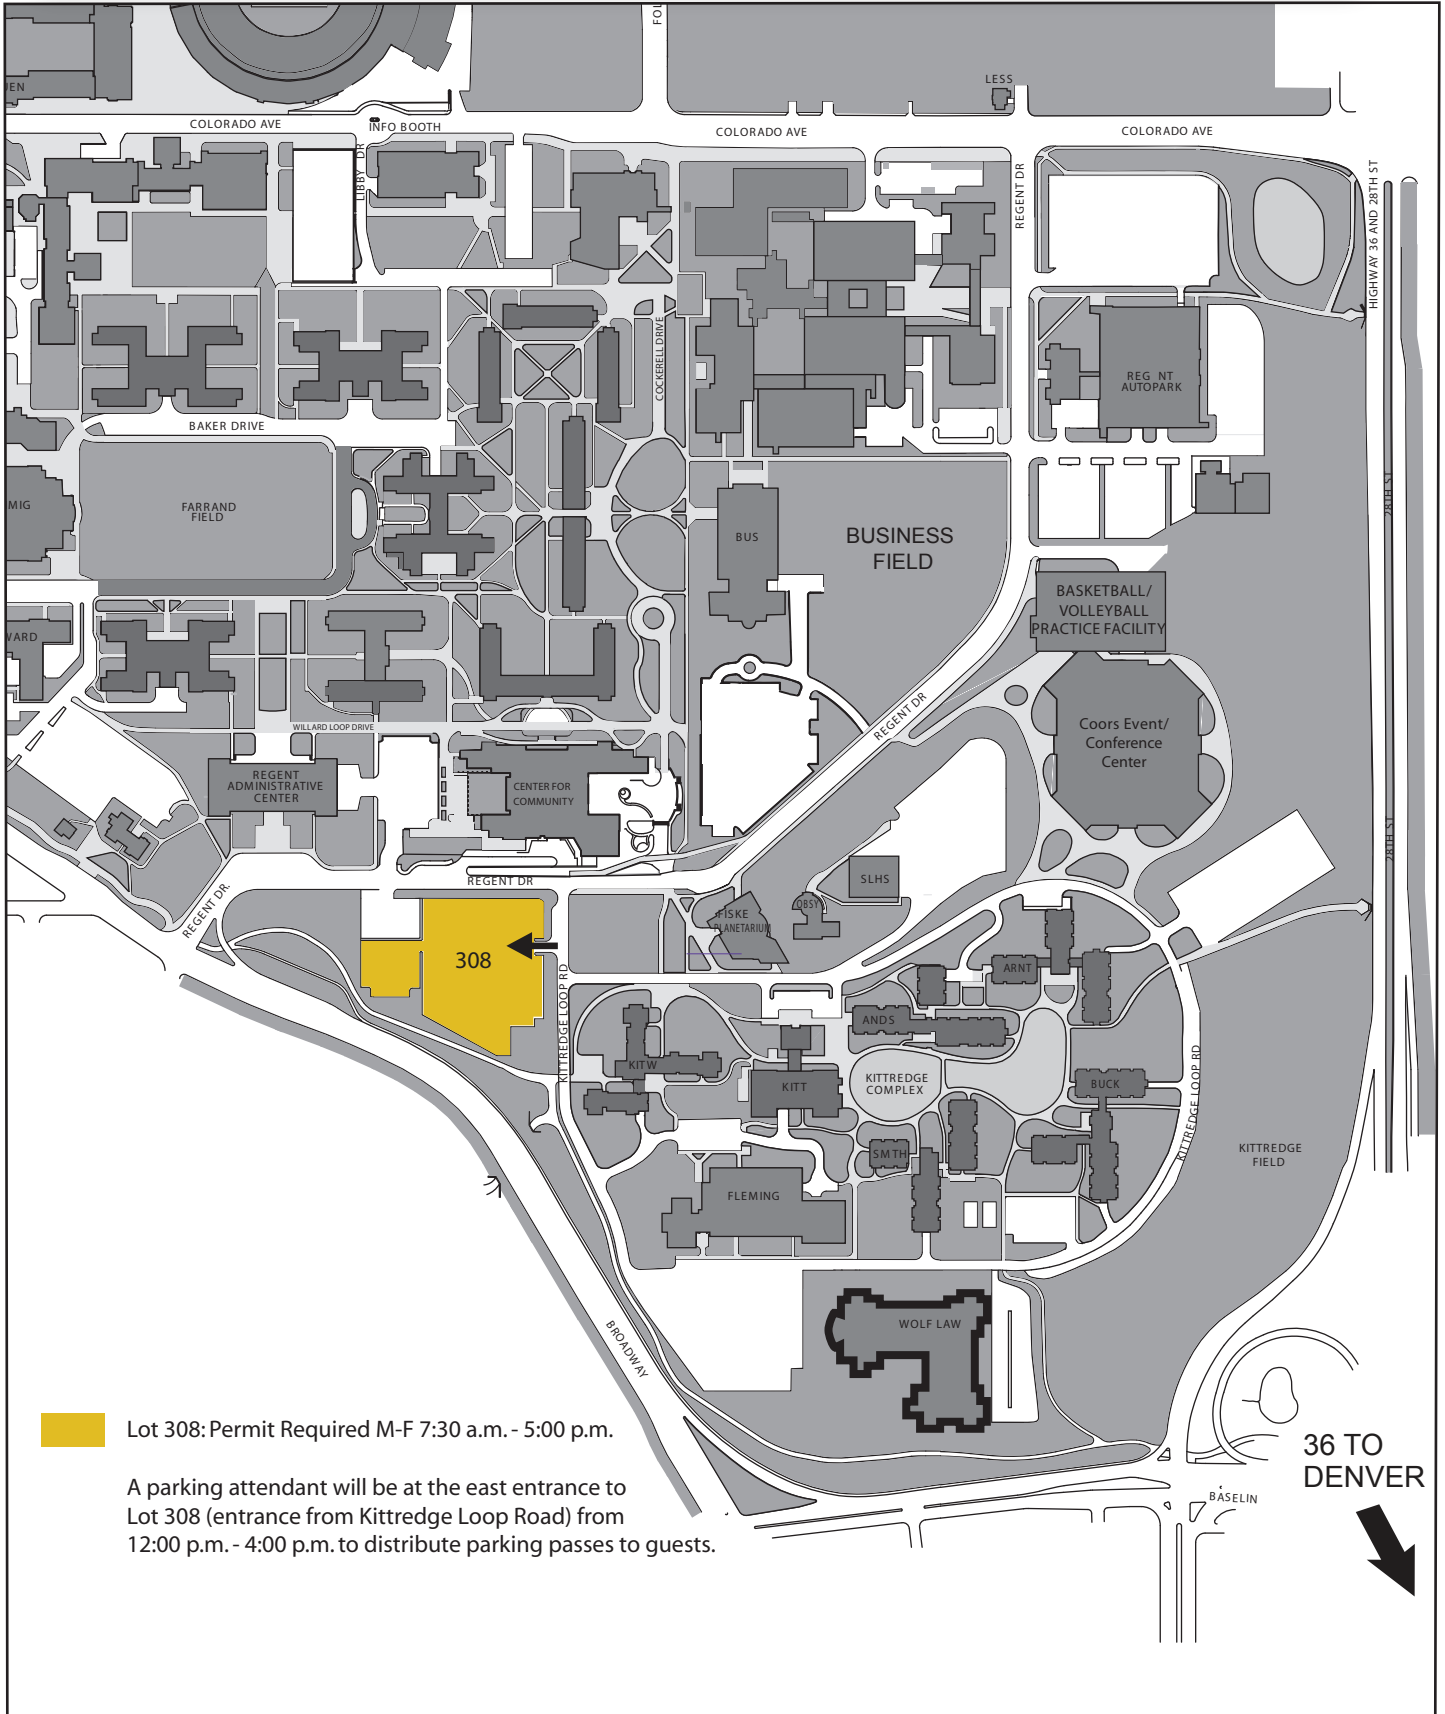 FOL
LESS
UEN
COLORADO AVE
INFO BOOTH
COLORADO AVE
COLORADO AVE
LIBBY DR
REGENT DR
HIGHWAY 36 AND 28TH ST
COCKERELL DRIVE
REG NT
AUTOPARK
BAKER DRIVE
MIG
FARRAND
FIELD
28TH ST
BUS
BUSINESS
FIELD
BASKETBALL/
VOLLEYBALL
PRACTICE FACILITY
WARD
WILLARD LOOP DRIVE
REGENT DR
Coors Event/
Conference
Center
REGENT
ADMINISTRATIVE
CENTER
CENTER FOR
COMMUNITY
28TH ST
REGENT DR
SLHS
REGENT DR.
OBSY
FISKE
PLANETARIUM
308
ARNT
KITTREDGE LOOP RD
ANDS
KITW
KITT
KITTREDGE
COMPLEX
BUCK
KITTREDGE LOOP RD
SMTH
KITTREDGE
FIELD
FLEMING
WOLF LAW
BROADWAY
Lot 308: Permit Required M-F 7:30 a.m. - 5:00 p.m.
A parking attendant will be at the east entrance to
Lot 308 (entrance from Kittredge Loop Road) from
12:00 p.m. - 4:00 p.m. to distribute parking passes to guests.
36 TO
DENVER
BASELIN